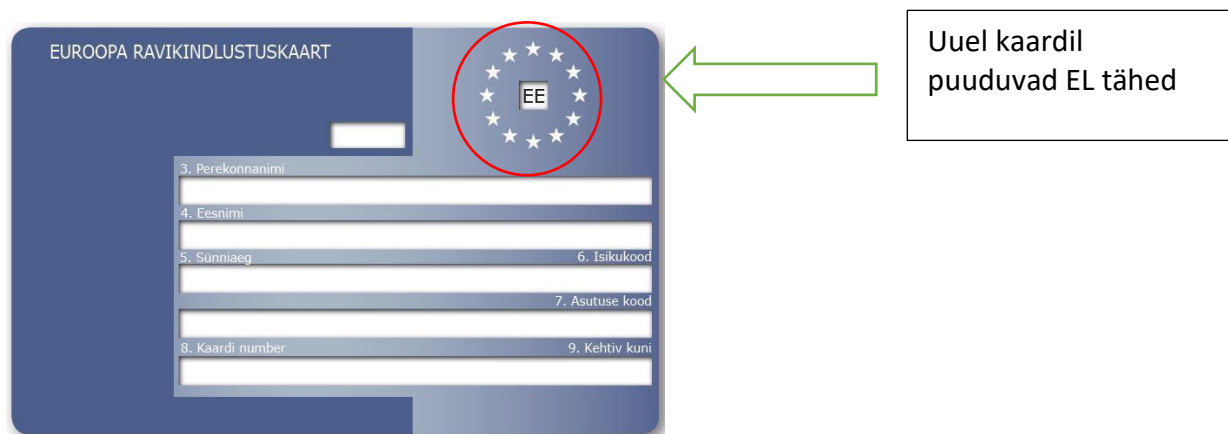 EUROOPA RAVIKINDLUSTUSKAART
EE
Uuel kaardil
puuduvad EL tähed
3. Perekonnanimi
4. Eesnimi
5. Sünniaeg 6. Isikukood
7. Asutuse kood
8. Kaardi number 9. Kehtiv kuni